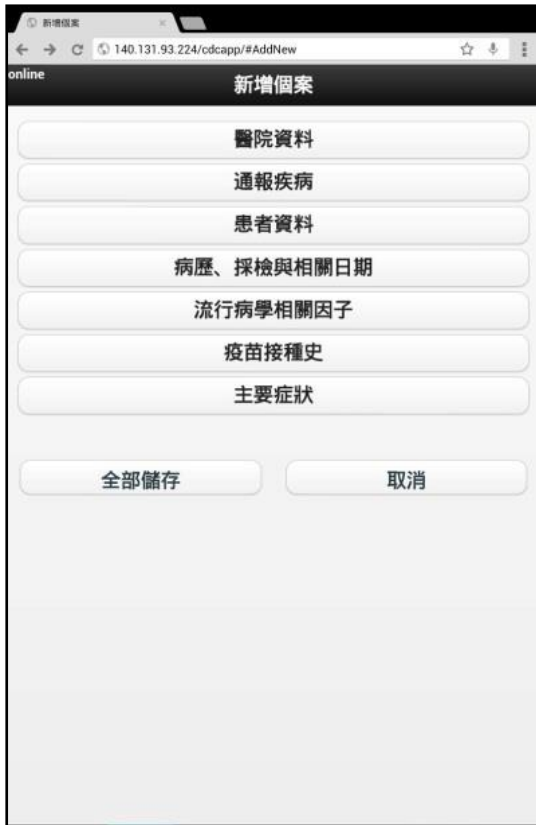 新增個案
140.131.93.224/cdcapp/#AddNew
online
新增個案
醫院資料
通報疾病
患者資料
病歷、採檢與相關日期
流行病學相關因子
疫苗接種史
主要症狀
全部儲存 取消